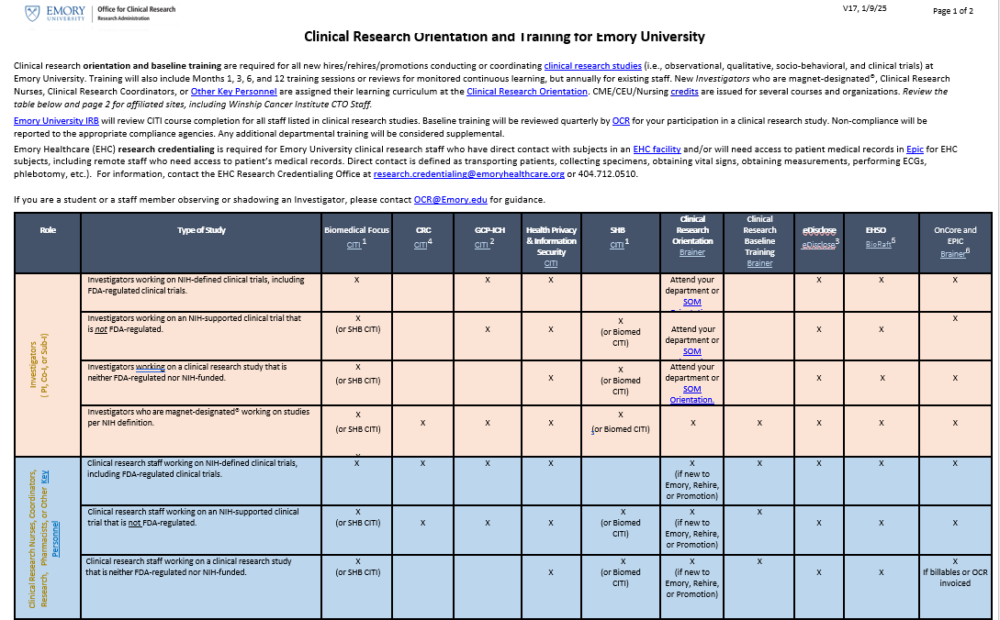 EMORY
UNIVERSITY
Office for Clinical Research
Research Administration
V17, 1/9/25
Page 1 of 2
Clinical Research Orientation and Training for Emory University
Clinical research orientation and baseline training are required for all new hires/rehires/promotions conducting or coordinating clinical research studies (i.e., observational, qualitative, socio-behavioral, and clinical trials) at
Emory University. Training will also include Months 1, 3, 6, and 12 training sessions or reviews for monitored continuous learn, but annually for existing staff. New Investigators who are magnet-designated⁶, Clinical Research
Nurses, Clinical Research Coordinators, or Other Key Personnel are assigned their learning curriculum at the Clinical Research Orientation. CME/CEU/Nursing credits are issued for several courses and organizations. Review the
table below and page 2 for affiliated sites, including Winship Cancer Institute CTO Staff.
Emory University IRB will review CITI course completion for all staff listed in clinical research studies. Baseline training will be reviewed quarterly by OCR for your participation in a clinical research study. Non-compliance will be
reported to the appropriate compliance agencies. Any additional departmental training will be considered supplemental.
Emory Healthcare (EHC) research credentialing is required for Emory University clinical research staff who have direct contact with subjects in an EHC facility and/or will need access to patient medical records in Epic for EHC
subjects, including remote staff who need access to patient's medical records. Direct contact is defined as transporting patients, collecting specimens, obtaining vital signs, obtaining measurements, performing ECGs,
phlebotomy, etc.). For information, contact the EHC Research Credentialing Office at research.credentialing@emoryhealthcare.org or 404.712.0510.
If you are a student or a staff member observing or shadowing an Investigator, please contact OCR@Emory.edu for guidance.
Role
Type of Study
Biomedical Focus
CITI 1
CRC
CITI4
GCP-ICH
CITI 2
Health Privacy
& Information
Security
CITI
SHB
CITI 1
Clinical
Research
Orientation
Brainer
Clinical
Research
Baseline
Training
Brainer
eDisclose
eDisclose3
EHSO
BioRaft5
OnCore and
EPIC
Brainer6
Investigators
( PI, Co-I, or Sub-I)
Investigators working on NIH-defined clinical trials, including
FDA-regulated clinical trials.
X
X
X
Attend your
department or
SOM
X
X
X
Investigators working on an NIH-supported clinical trial that
is not FDA-regulated.
X
(or SHB CITI)
X
X
X
(or Biomed
CITI)
Attend your
department or
SOM
X
X
X
Investigators working on a clinical research study that is
neither FDA-regulated nor NIH-funded.
X
(or SHB CITI)
X
X
(or Biomed
CITI)
Attend your
department or
SOM
Orientation.
X
X
X
Investigators who are magnet-designated⁶ working on studies
per NIH definition.
X
(or SHB CITI)
X
X
X
X
(or Biomed CITI)
X
X
X
X
X
Clinical Research Nurses, Coordinators,
Research, Pharmacists, or Other Key
Personnel
Clinical research staff working on NIH-defined clinical trials,
including FDA-regulated clinical trials.
X
X
X
X
X
(if new to
Emory, Rehire,
or Promotion)
X
X
X
X
Clinical research staff working on an NIH-supported clinical
trial that is not FDA-regulated.
X
(or SHB CITI)
X
X
X
X
(or Biomed
CITI)
X
(if new to
Emory, Rehire,
or Promotion)
X
X
X
X
Clinical research staff working on a clinical research study
that is neither FDA-regulated nor NIH-funded.
X
(or SHB CITI)
X
X
(or Biomed
CITI)
X
(if new to
Emory, Rehire,
or Promotion)
X
X
X
X
If billables or OCR
invoiced